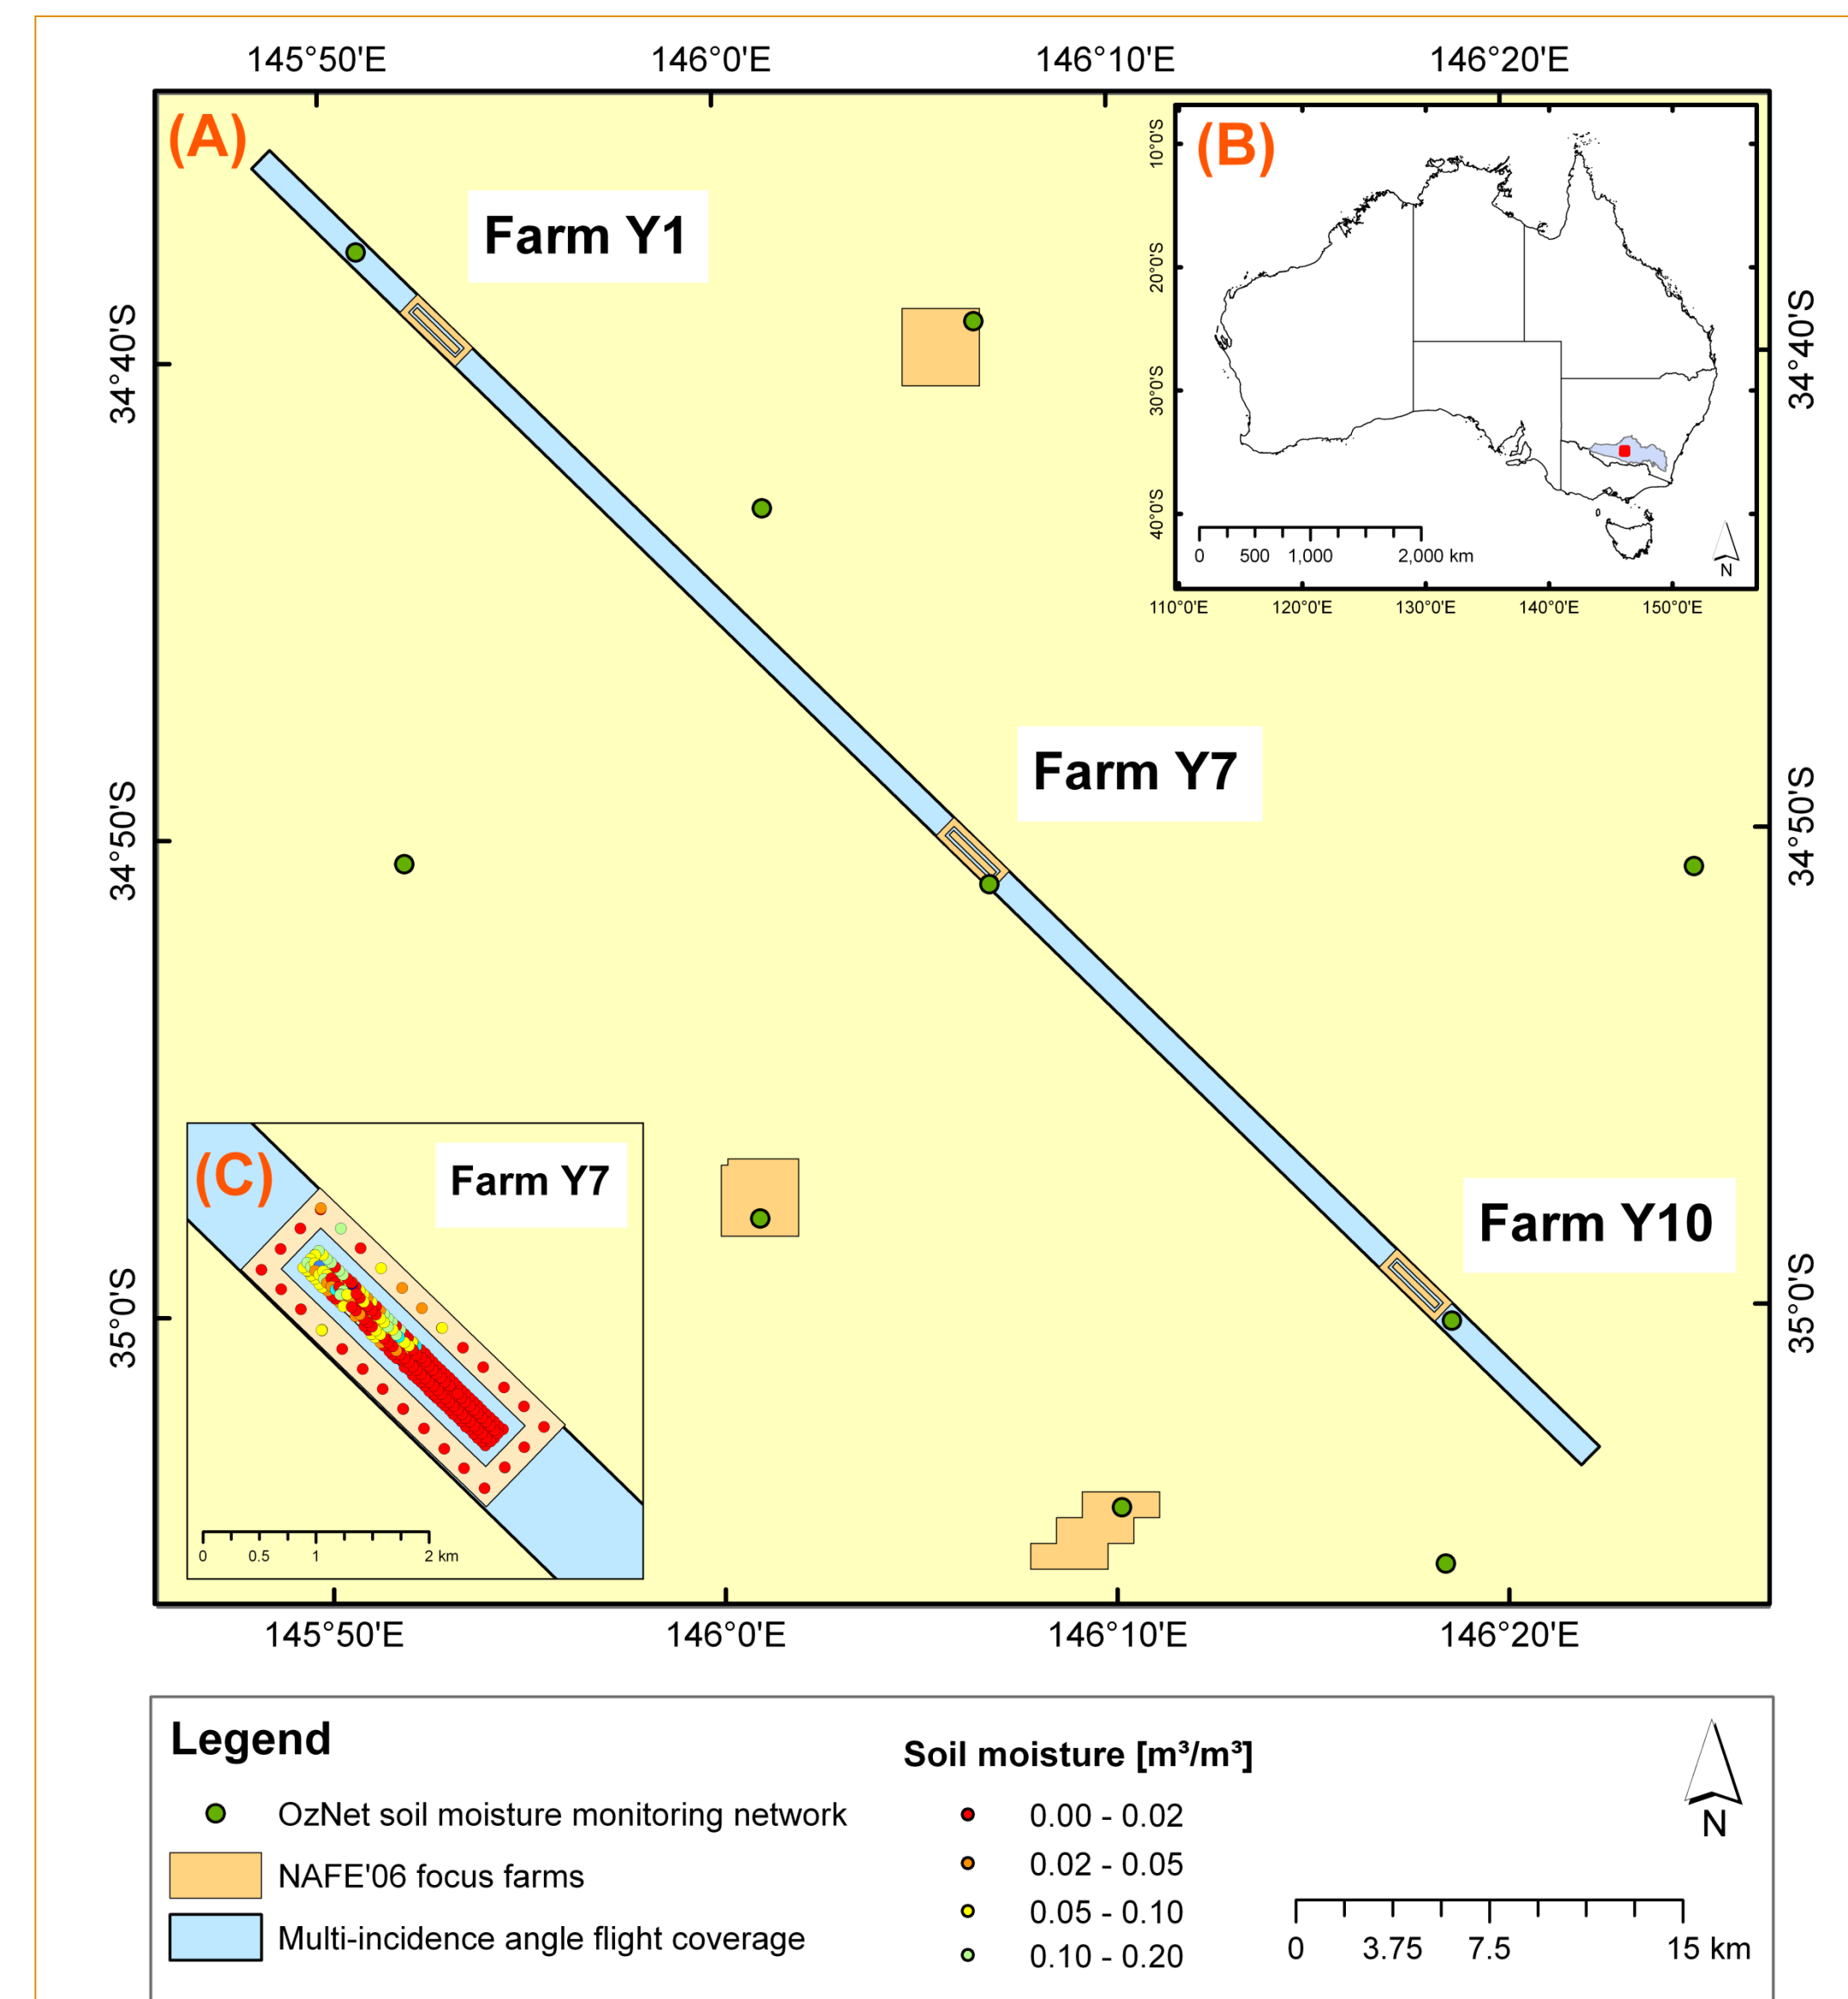 145°50'E 146°0'E 146°10'E 146°20'E
(A)
Farm Y1
(B)
10°0'S
20°0'S
30°0'S
40°0'S
0 500 1,000 2,000 km
N
110°0'E 120°0'E 130°0'E 140°0'E 150°0'E
34°40'S
34°40'S
Farm Y7
34°50'S
34°50'S
(C)
Farm Y7
0 0.5 1 2 km
Farm Y10
35°0'S
35°0'S
145°50'E 146°0'E 146°10'E 146°20'E
Legend
OzNet soil moisture monitoring network
NAFE'06 focus farms
Multi-incidence angle flight coverage
Soil moisture [m³/m³]
0.00 - 0.02
0.02 - 0.05
0.05 - 0.10
0.10 - 0.20
N
0 3.75 7.5 15 km